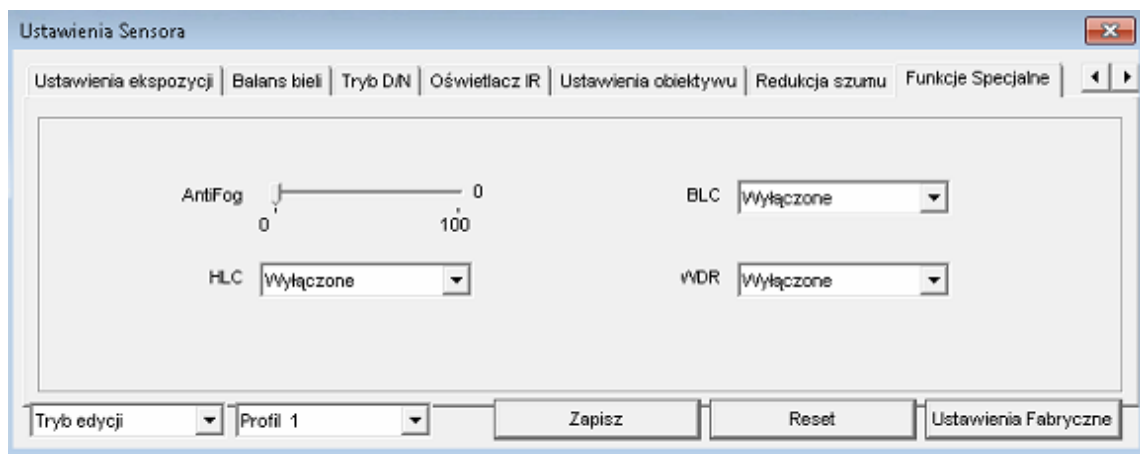 Ustawienia Sensora
Ustawienia ekspozycji Balans bieli Tryb D/N Oświetlacz IR Ustawienia obiektywu Redukcja szumu Funkcje Specjalne
AntiFog 0 BLC Wyłączone
0 100
HLC Wyłączone WDR Wyłączone
Tryb edycji Profil 1 Zapisz Reset Ustawienia Fabryczne